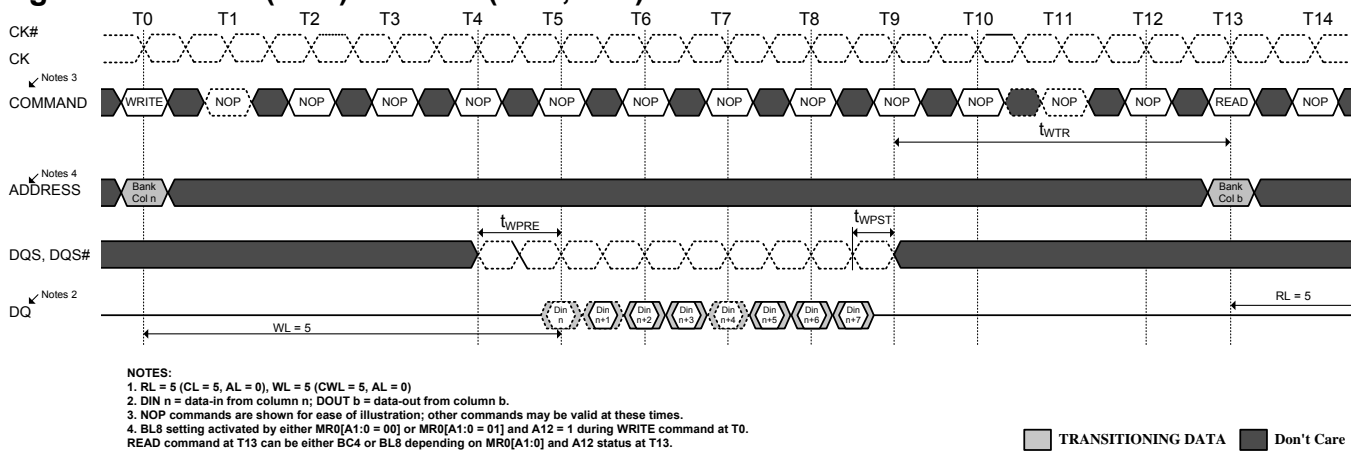 T0 T1 T2 T3 T4 T5 T6 T7 T8 T9 T10 T11 T12 T13 T14
CK#
CK
Notes 3
COMMAND WRITE NOP NOP NOP NOP NOP NOP NOP NOP NOP NOP NOP NOP READ NOP
tWTR
Notes 4
ADDRESS
Bank Bank
Col n Col b
tWPRE tWPST
DQS, DQS#
Notes 2
DQ
Din Din Din Din Din Din Din Din
n n+1 n+2 n+3 n+4 n+5 n+6 n+7
RL = 5
WL = 5
NOTES:
1. RL = 5 (CL = 5, AL = 0), WL = 5 (CWL = 5, AL = 0)
2. DIN n = data-in from column n; DOUT b = data-out from column b.
3. NOP commands are shown for ease of illustration; other commands may be valid at these times.
4. BL8 setting activated by either MR0[A1:0 = 00] or MR0[A1:0 = 01] and A12 = 1 during WRITE command at T0.
READ command at T13 can be either BC4 or BL8 depending on MR0[A1:0] and A12 status at T13.
TRANSITIONING DATA Don't Care